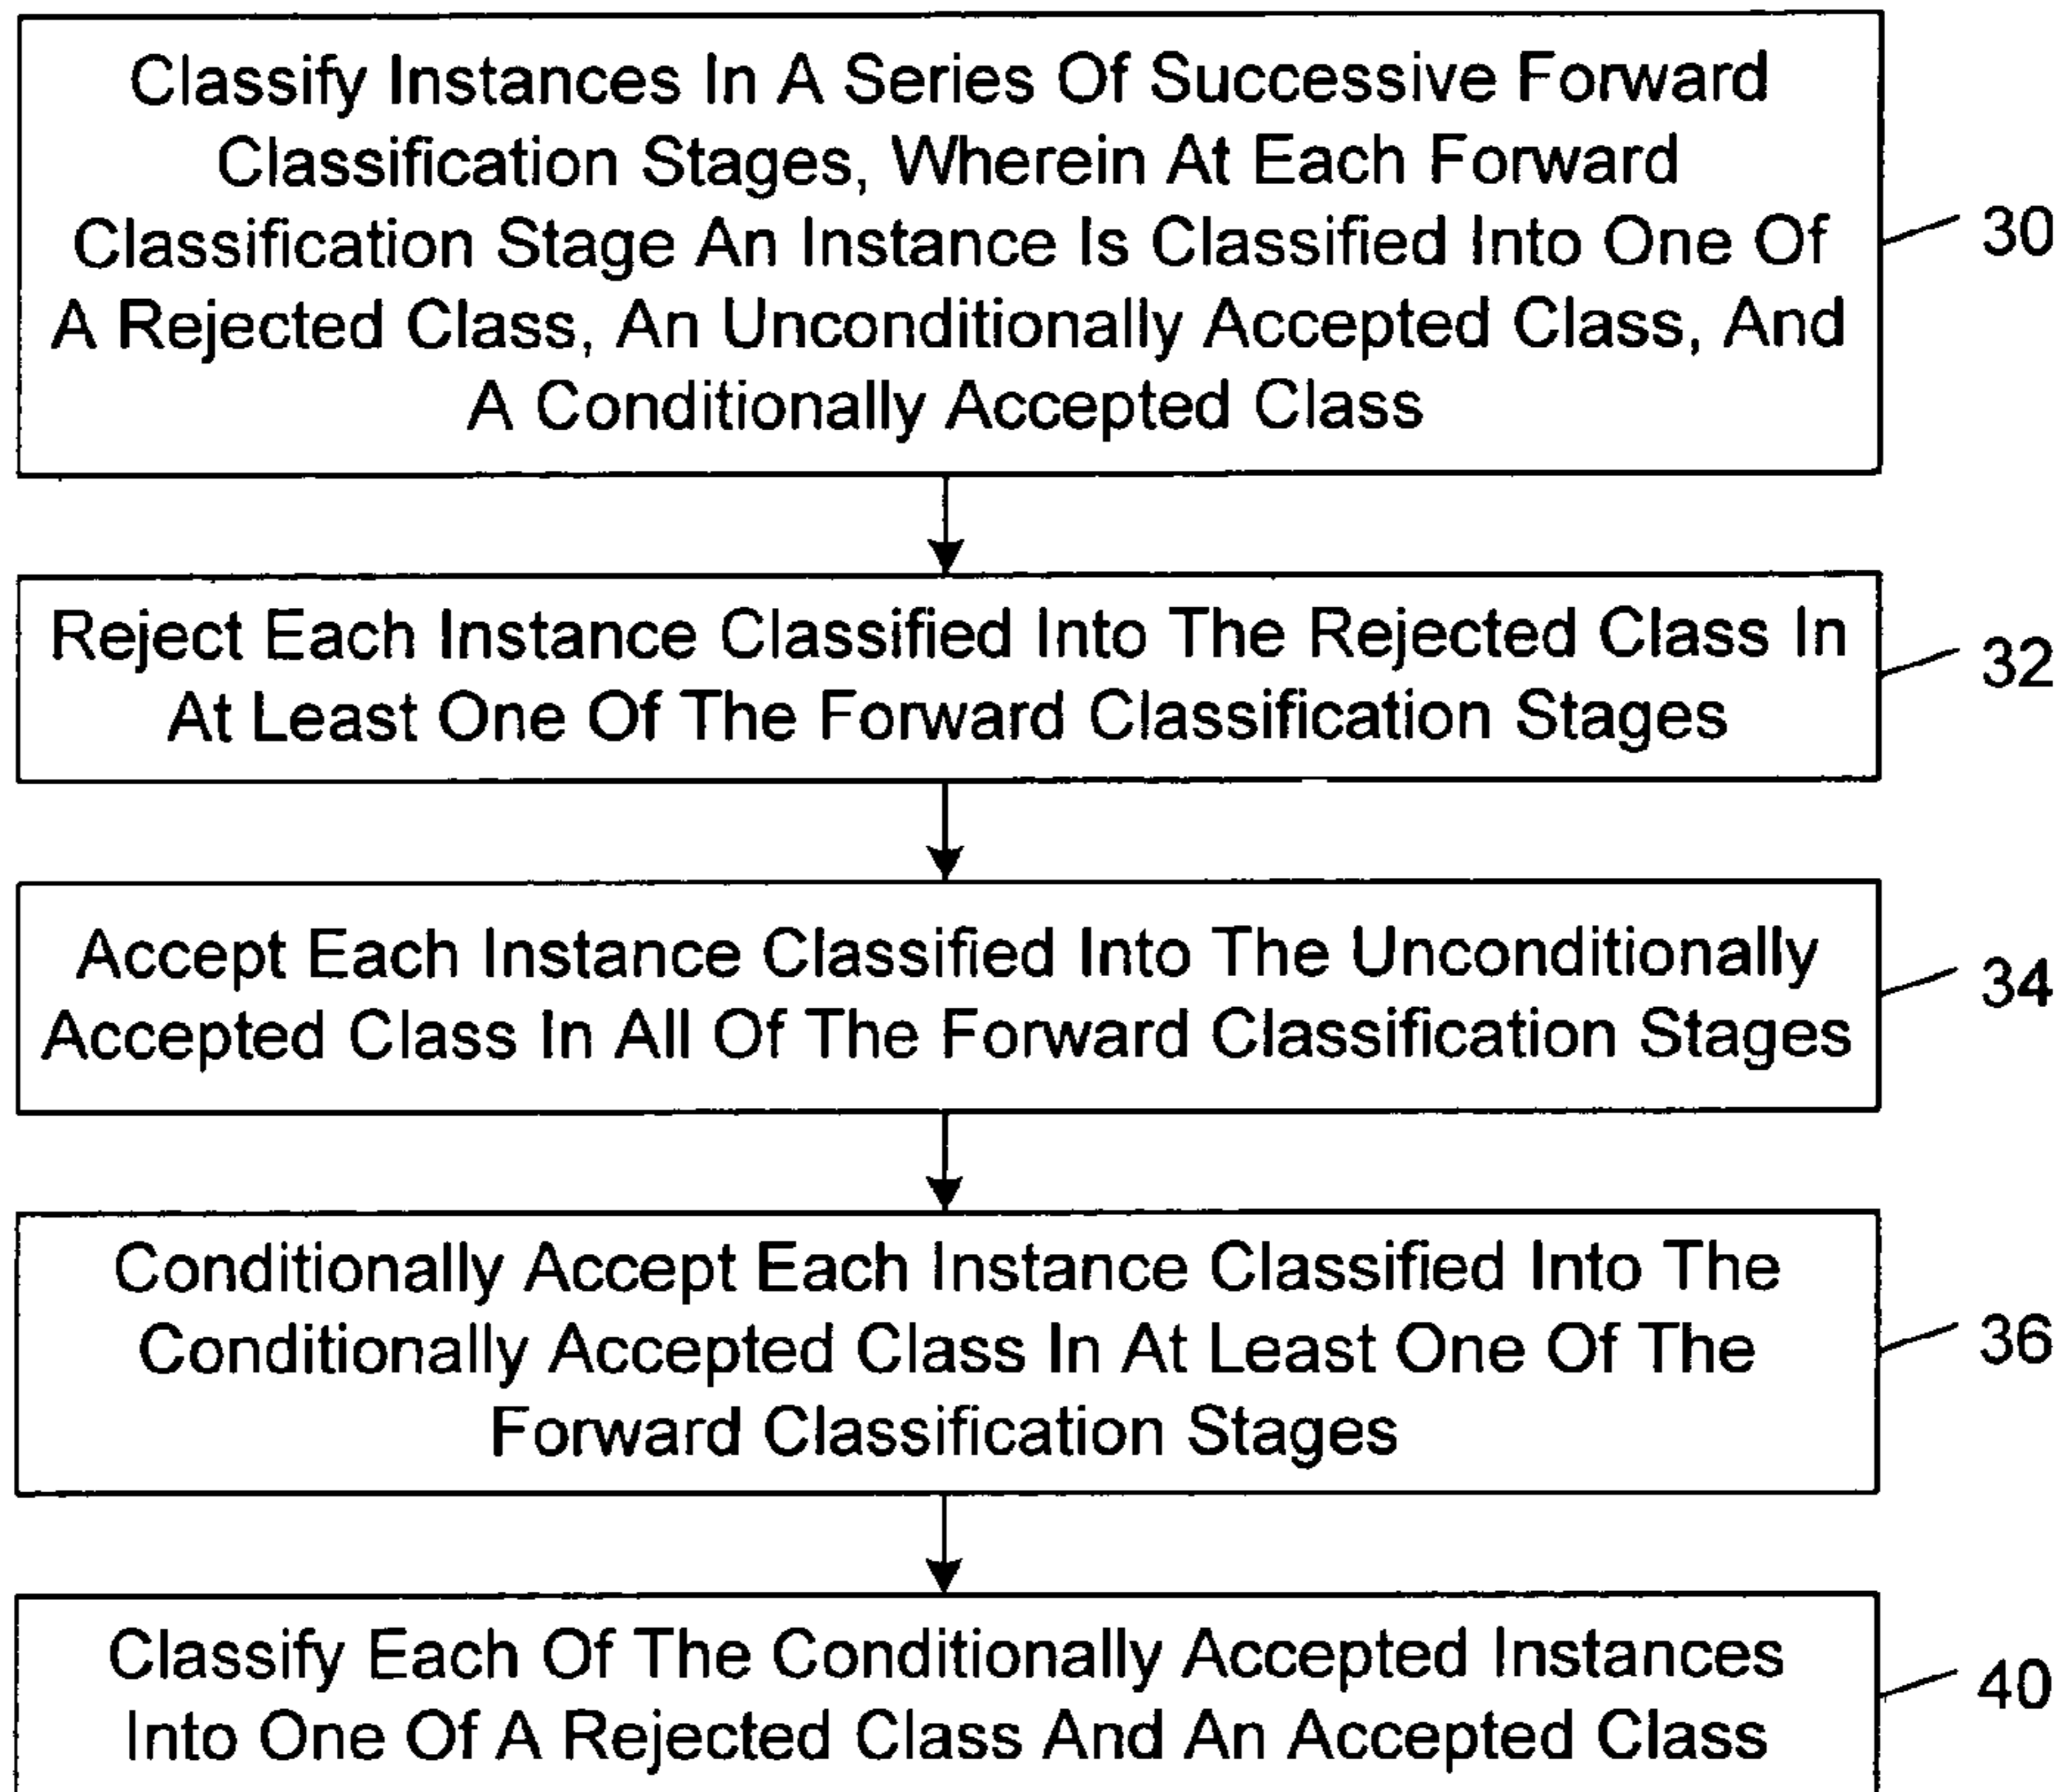 Classify Instances In A Series Of Successive Forward
Classification Stages, Wherein At Each Forward
Classification Stage An Instance Is Classified Into One Of
A Rejected Class, An Unconditionally Accepted Class, And
A Conditionally Accepted Class
30
Reject Each Instance Classified Into The Rejected Class In
At Least One Of The Forward Classification Stages
32
Accept Each Instance Classified Into The Unconditionally
Accepted Class In All Of The Forward Classification Stages
34
Conditionally Accept Each Instance Classified Into The
Conditionally Accepted Class In At Least One Of The
Forward Classification Stages
36
Classify Each Of The Conditionally Accepted Instances
Into One Of A Rejected Class And An Accepted Class
40